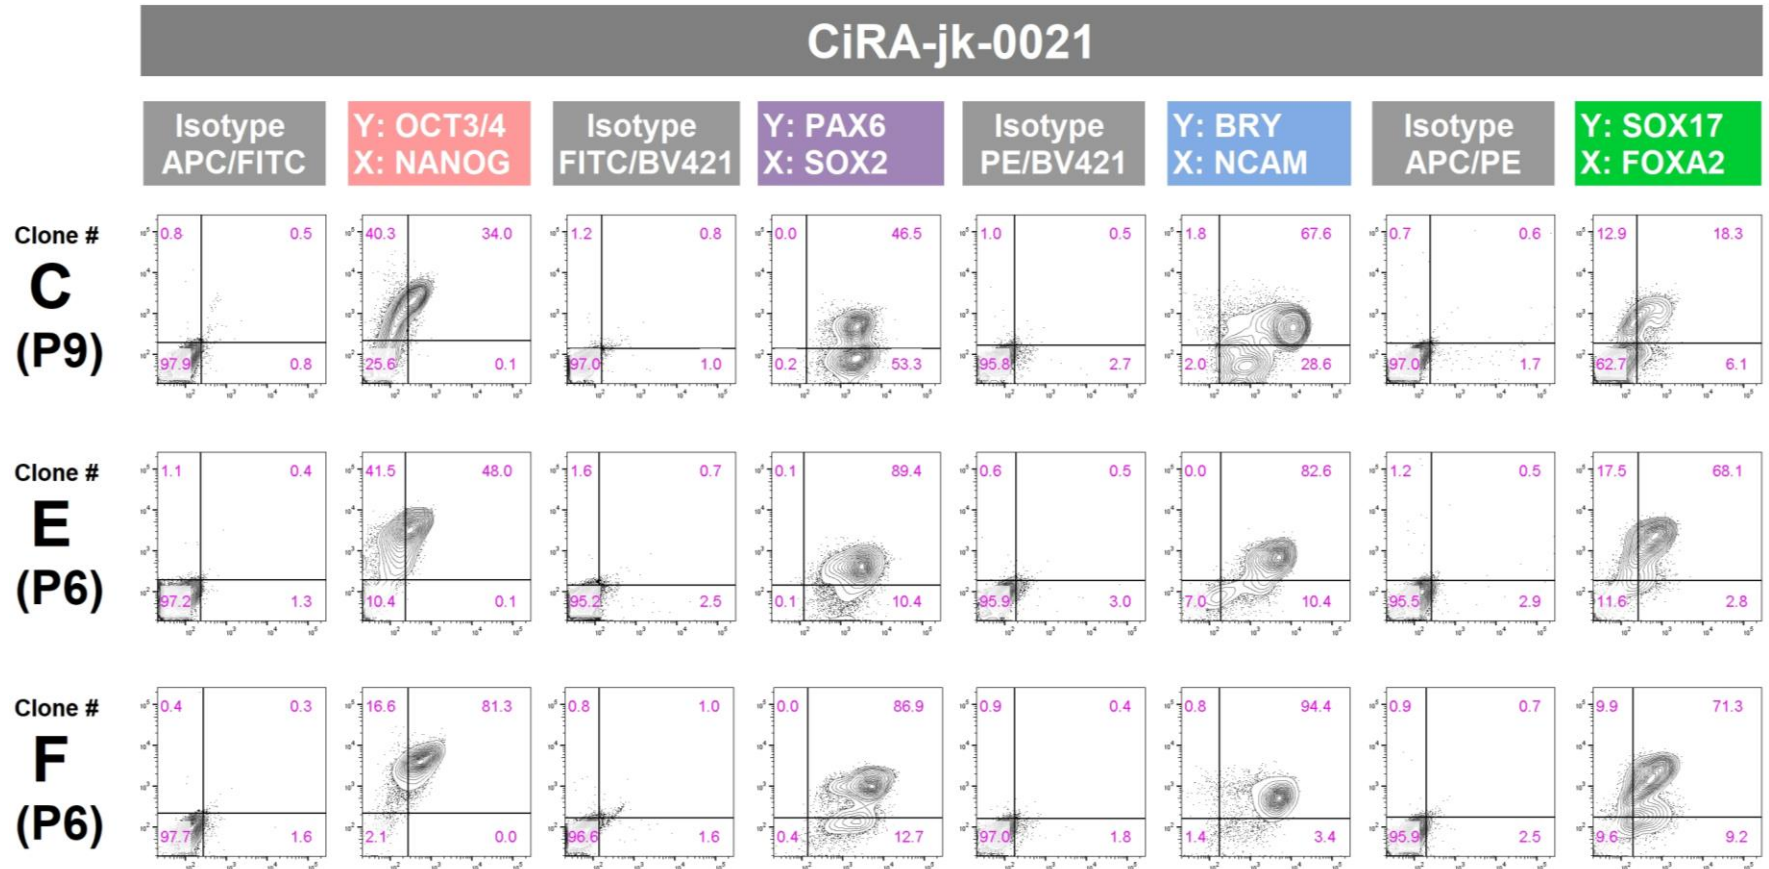 CiRA-jk-0021
Isotype
APC/FITC
Y: OCT3/4
X: NANOG
Isotype
FITC/BV421
Y: PAX6
X: SOX2
Isotype
PE/BV421
Y: BRY
X: NCAM
Isotype
APC/PE
Y: SOX17
X: FOXA2
Clone #
C
(P9)
0.8 0.5 40.3 34.0 1.2 0.8 0.0 46.5 1.0 0.5 1.8 67.6 0.7 0.6 12.9 18.3
97.9 0.8 25.6 0.1 97.0 1.0 0.2 53.3 95.8 2.7 2.0 28.6 97.0 1.7 62.7 6.1
Clone #
E
(P6)
1.1 0.4 41.5 48.0 1.6 0.7 0.1 89.4 0.6 0.5 0.0 82.6 1.2 0.5 17.5 68.1
97.2 1.3 10.4 0.1 95.2 2.5 0.1 10.4 95.9 3.0 7.0 10.4 95.5 2.9 11.6 2.8
Clone #
F
(P6)
0.4 0.3 16.6 81.3 0.8 1.0 0.0 86.9 0.9 0.4 0.8 94.4 0.9 0.7 9.9 71.3
97.7 1.6 2.1 0.0 96.6 1.6 0.4 12.7 97.0 1.8 1.4 3.4 95.9 2.5 9.6 9.2